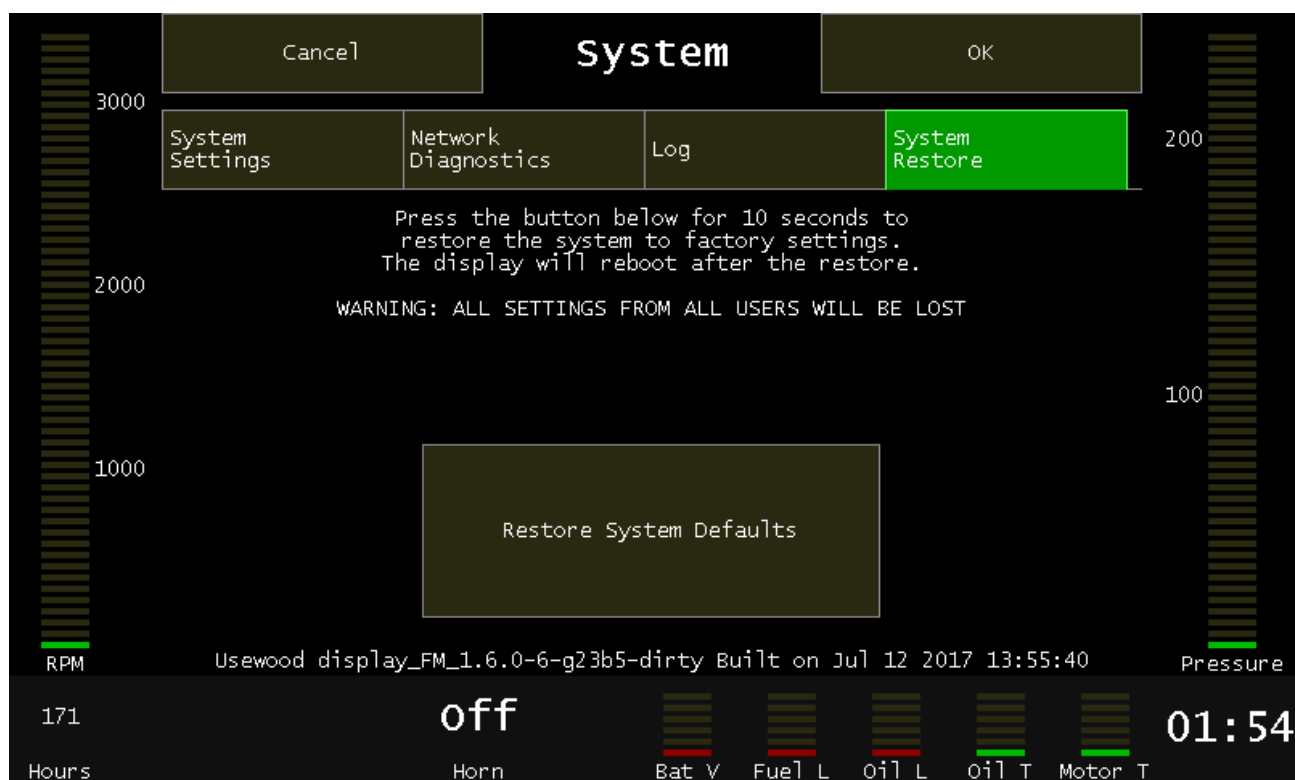 Cancel
System
OK
3000
System
Settings
Network
Diagnostics
Log
System
Restore
200
Press the button below for 10 seconds to
restore the system to factory settings.
The display will reboot after the restore.
2000
WARNING: ALL SETTINGS FROM ALL USERS WILL BE LOST
100
1000
Restore System Defaults
RPM
Usewood display_FM_1.6.0-6-g23b5-dirty Built on Jul 12 2017 13:55:40
Pressure
171
off
01:54
Hours
Horn
Bat V
Fuel L
Oil L
Oil T
Motor T